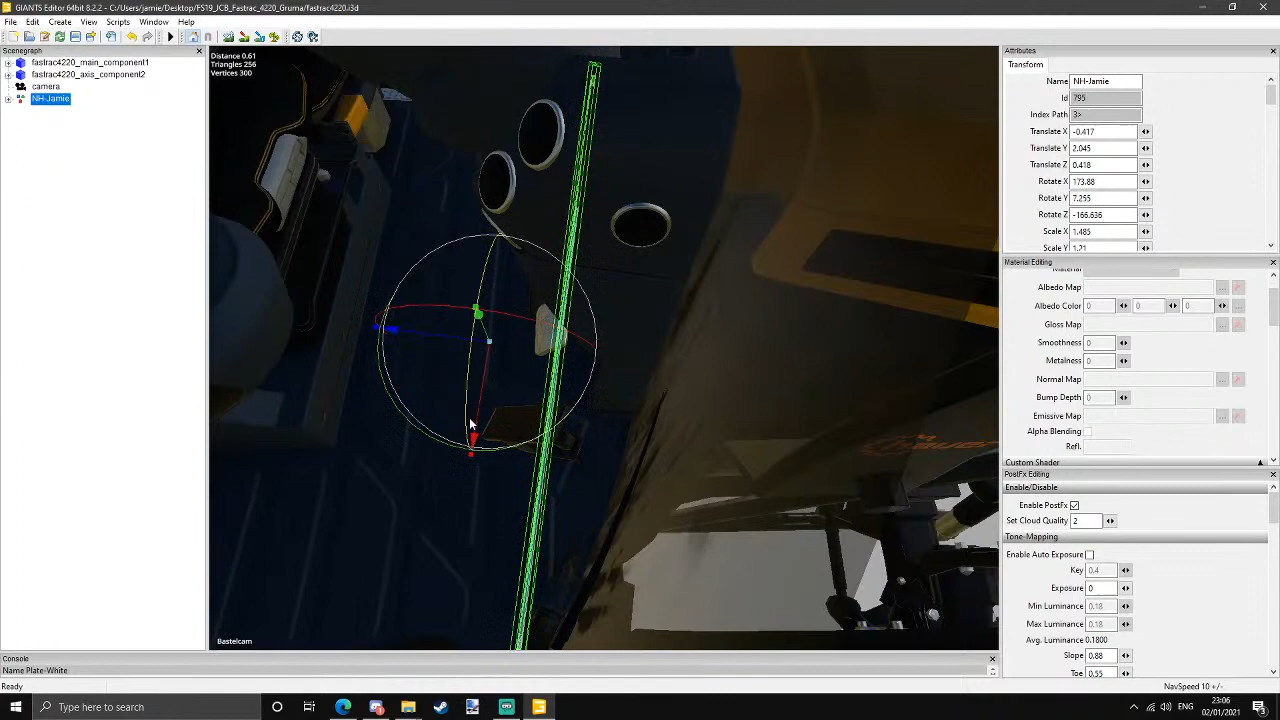 GIANTS Editor 64bit 8.2.2 - C:/Users/jamie/Desktop/FS19_ICB_Fastrac_4220_Gruma/fastrac4220.i3d
File Edit Create View Scripts Window Help
Scenegraph
fastrac4220_main_component1
fastrac4220_axis_component2
camera
NH-Jamie
Distance 0.61
Triangles 256
Vertices 300
Bastelcam
Attributes
Transform
Name NH-Jamie
Id 795
Index Path 3>
Translate X -0.417
Translate Y 2.045
Translate Z 0.418
Rotate X 173.88
Rotate Y 7.255
Rotate Z -166.636
Scale X 1.485
Scale Y 1.21
Material Editing
Material
Albedo Map
Albedo Color 0 0 0
Gloss Map
Smoothness 0
Metalness 0
Normal Map
Bump Depth 0
Emissive Map
Alpha Blending
Refl.
Custom Shader
PostFx Editing
Enable/Disable
Enable PostFx
Set Cloud Quality 2
Tone-Mapping
Enable Auto Exposure
Key 0.4
Exposure 0
Min Luminance 0.18
Max Luminance 0.18
Avg. Luminance 0.1800
Slope 0.88
Toe 0.55
Console
Name Plate-White
Ready
NavSpeed 10 +/-
Type here to search
ENG
23:06
02/01/2021